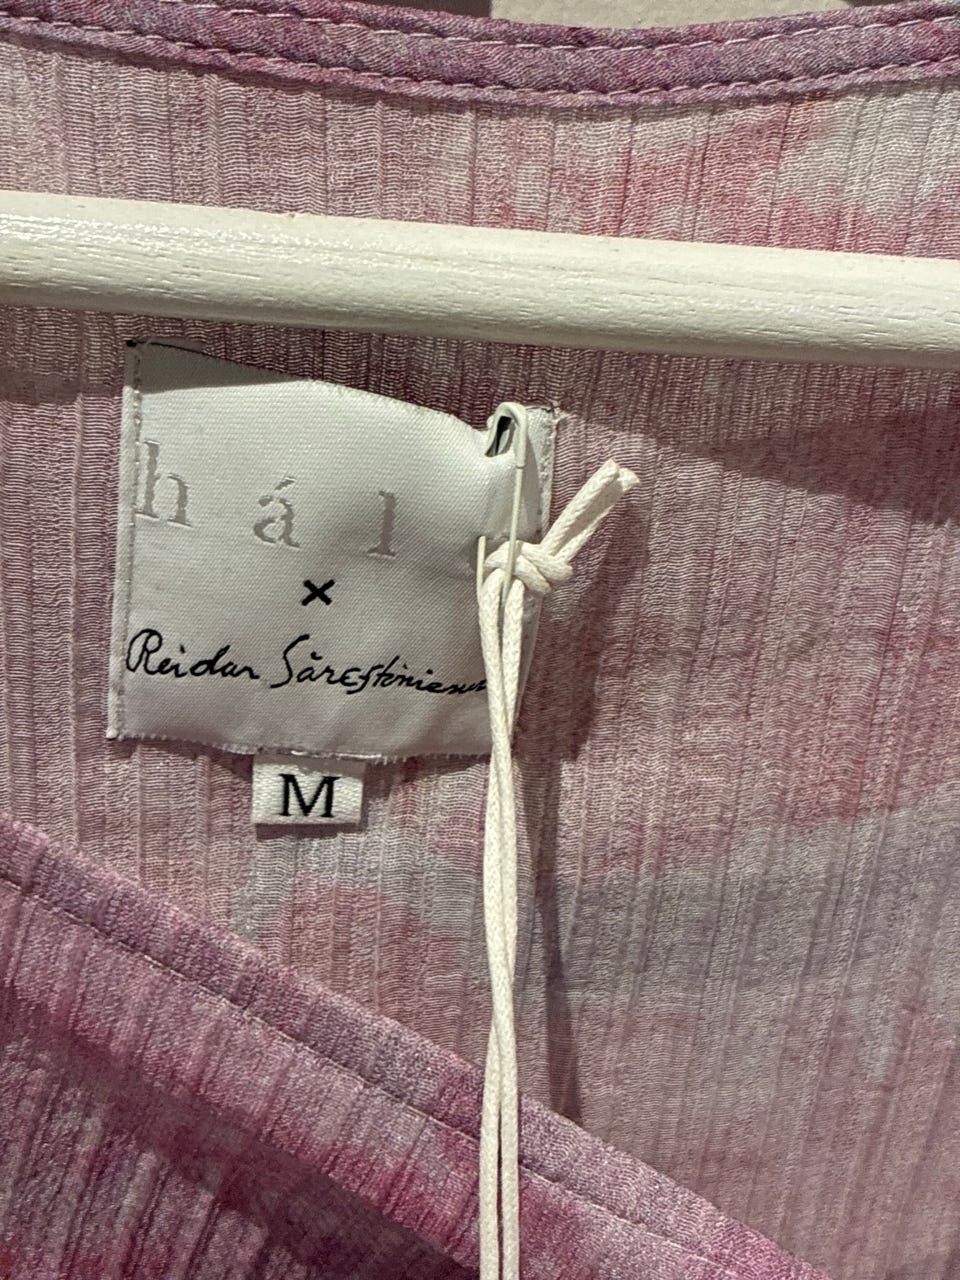 hál
×
Reidar Särestöniemi
M